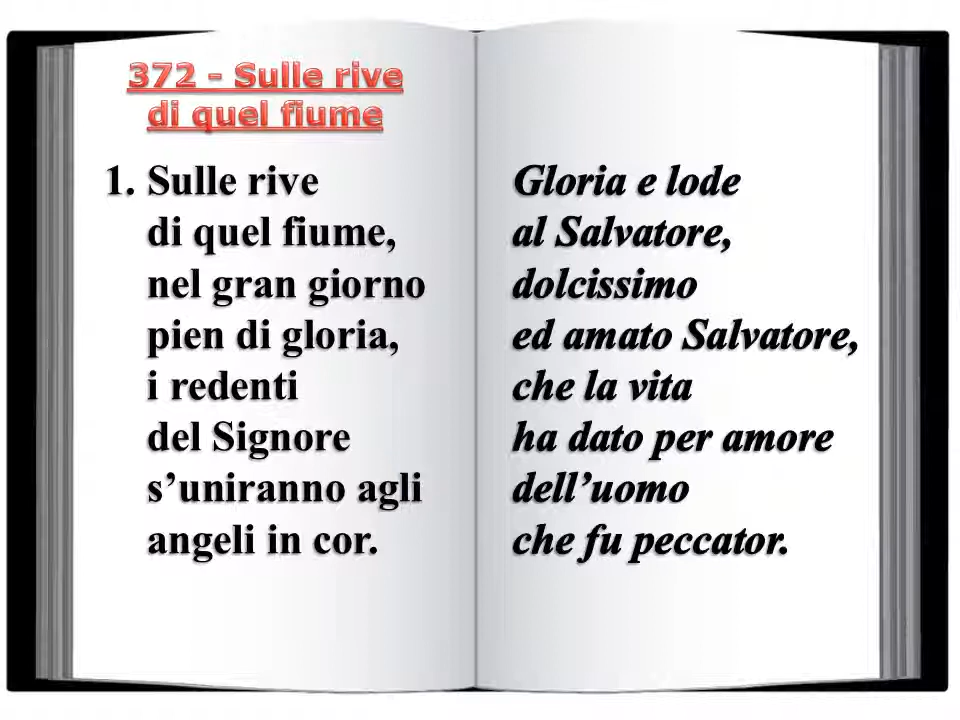 372 - Sulle rive
di quel fiume
1. Sulle rive
di quel fiume,
nel gran giorno
pien di gloria,
i redenti
del Signore
s’uniranno agli
angeli in cor.
Gloria e lode
al Salvatore,
dolcissimo
ed amato Salvatore,
che la vita
ha dato per amore
dell’uomo
che fu peccator.